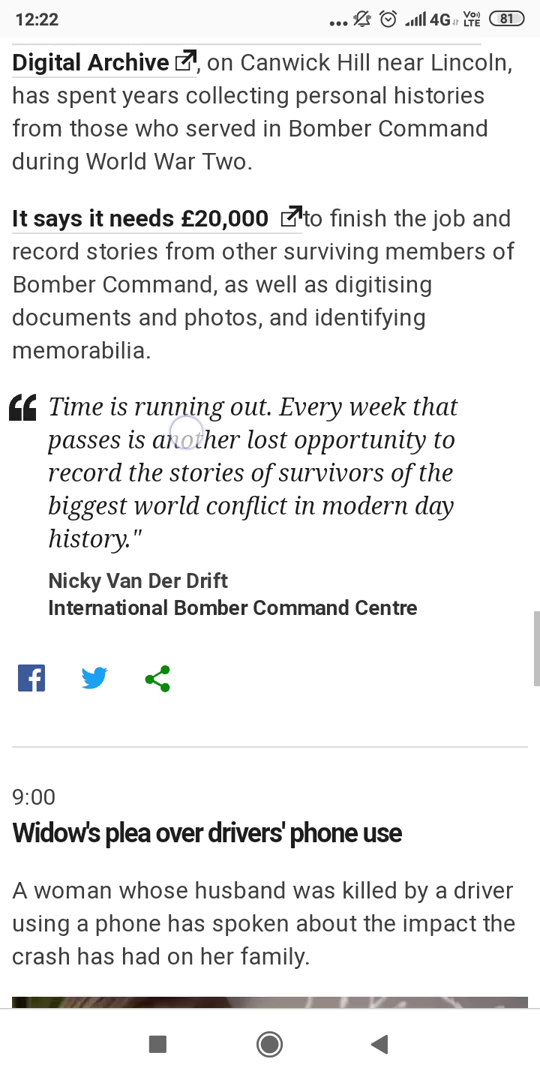 12:22
4G
Vo))
LTE
81
Digital Archive , on Canwick Hill near Lincoln,
has spent years collecting personal histories
from those who served in Bomber Command
during World War Two.
It says it needs £20,000 to finish the job and
record stories from other surviving members of
Bomber Command, as well as digitising
documents and photos, and identifying
memorabilia.
“ Time is running out. Every week that
passes is another lost opportunity to
record the stories of survivors of the
biggest world conflict in modern day
history."
Nicky Van Der Drift
International Bomber Command Centre
9:00
Widow's plea over drivers' phone use
A woman whose husband was killed by a driver
using a phone has spoken about the impact the
crash has had on her family.